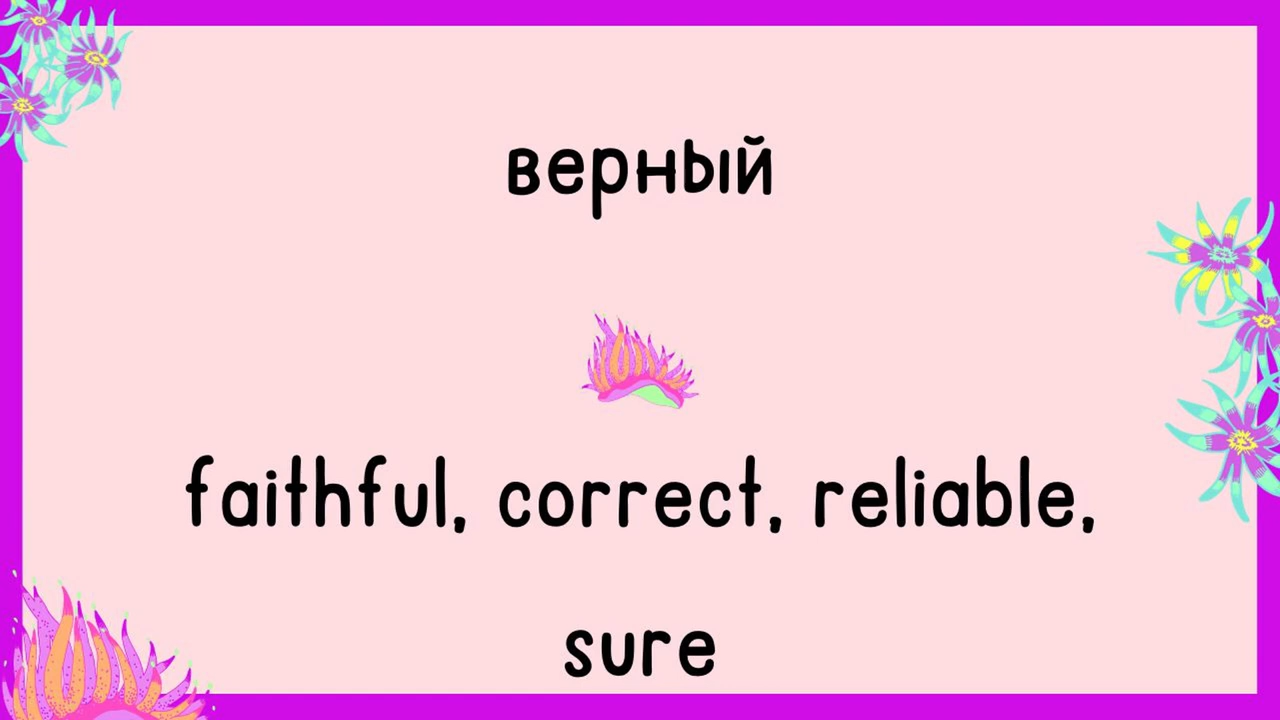 верный
faithful, correct, reliable,
sure